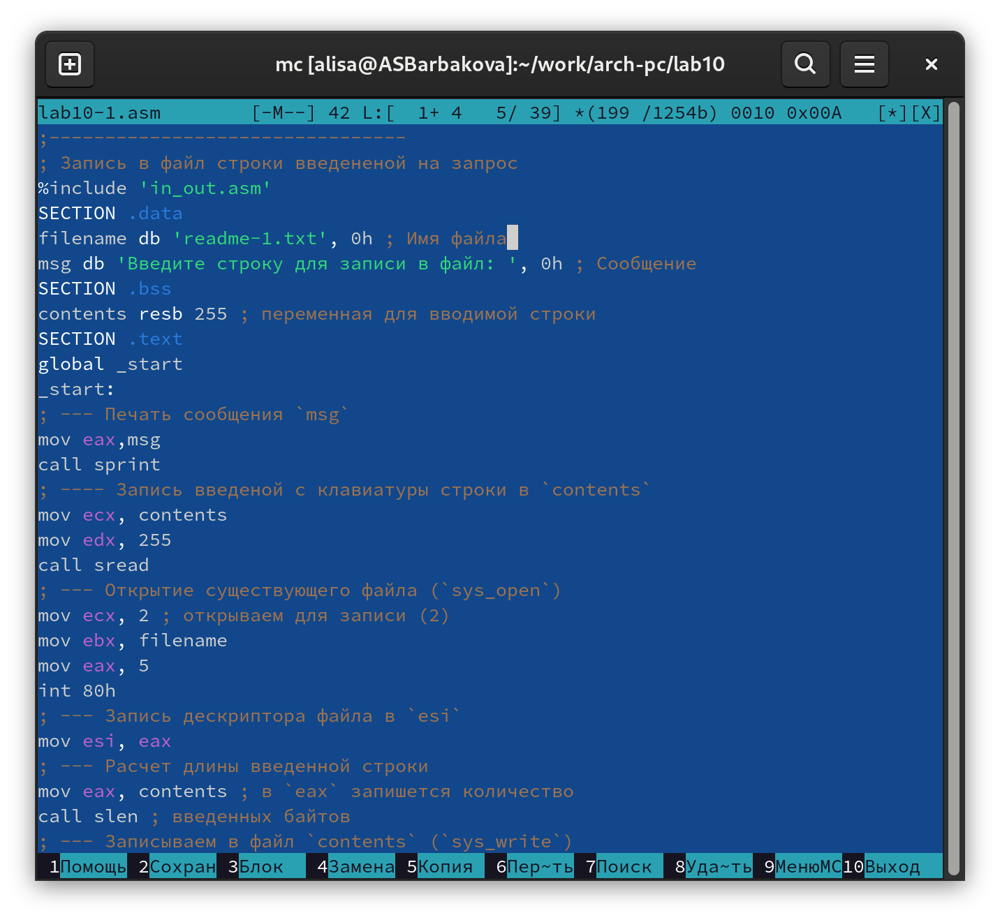 mc [alisa@ASBarbakova]:~/work/arch-pc/lab10
lab10-1.asm [-M--] 42 L:[ 1+ 4 5/ 39] *(199 /1254b) 0010 0x00A [*][X]
;--------------------------------
; Запись в файл строки введененой на запрос
%include 'in_out.asm'
SECTION .data
filename db 'readme-1.txt', 0h ; Имя файла
msg db 'Введите строку для записи в файл: ', 0h ; Сообщение
SECTION .bss
contents resb 255 ; переменная для вводимой строки
SECTION .text
global _start
_start:
; --- Печать сообщения `msg`
mov eax,msg
call sprint
; ---- Запись введеной с клавиатуры строки в `contents`
mov ecx, contents
mov edx, 255
call sread
; --- Открытие существующего файла (`sys_open`)
mov ecx, 2 ; открываем для записи (2)
mov ebx, filename
mov eax, 5
int 80h
; --- Запись дескриптора файла в `esi`
mov esi, eax
; --- Расчет длины введенной строки
mov eax, contents ; в `eax` запишется количество
call slen ; введенных байтов
; --- Записываем в файл `contents` (`sys_write`)
1Помощь 2Сохран 3Блок 4Замена 5Копия 6Пер~ть 7Поиск 8Уда~ть 9МенюMC 10Выход